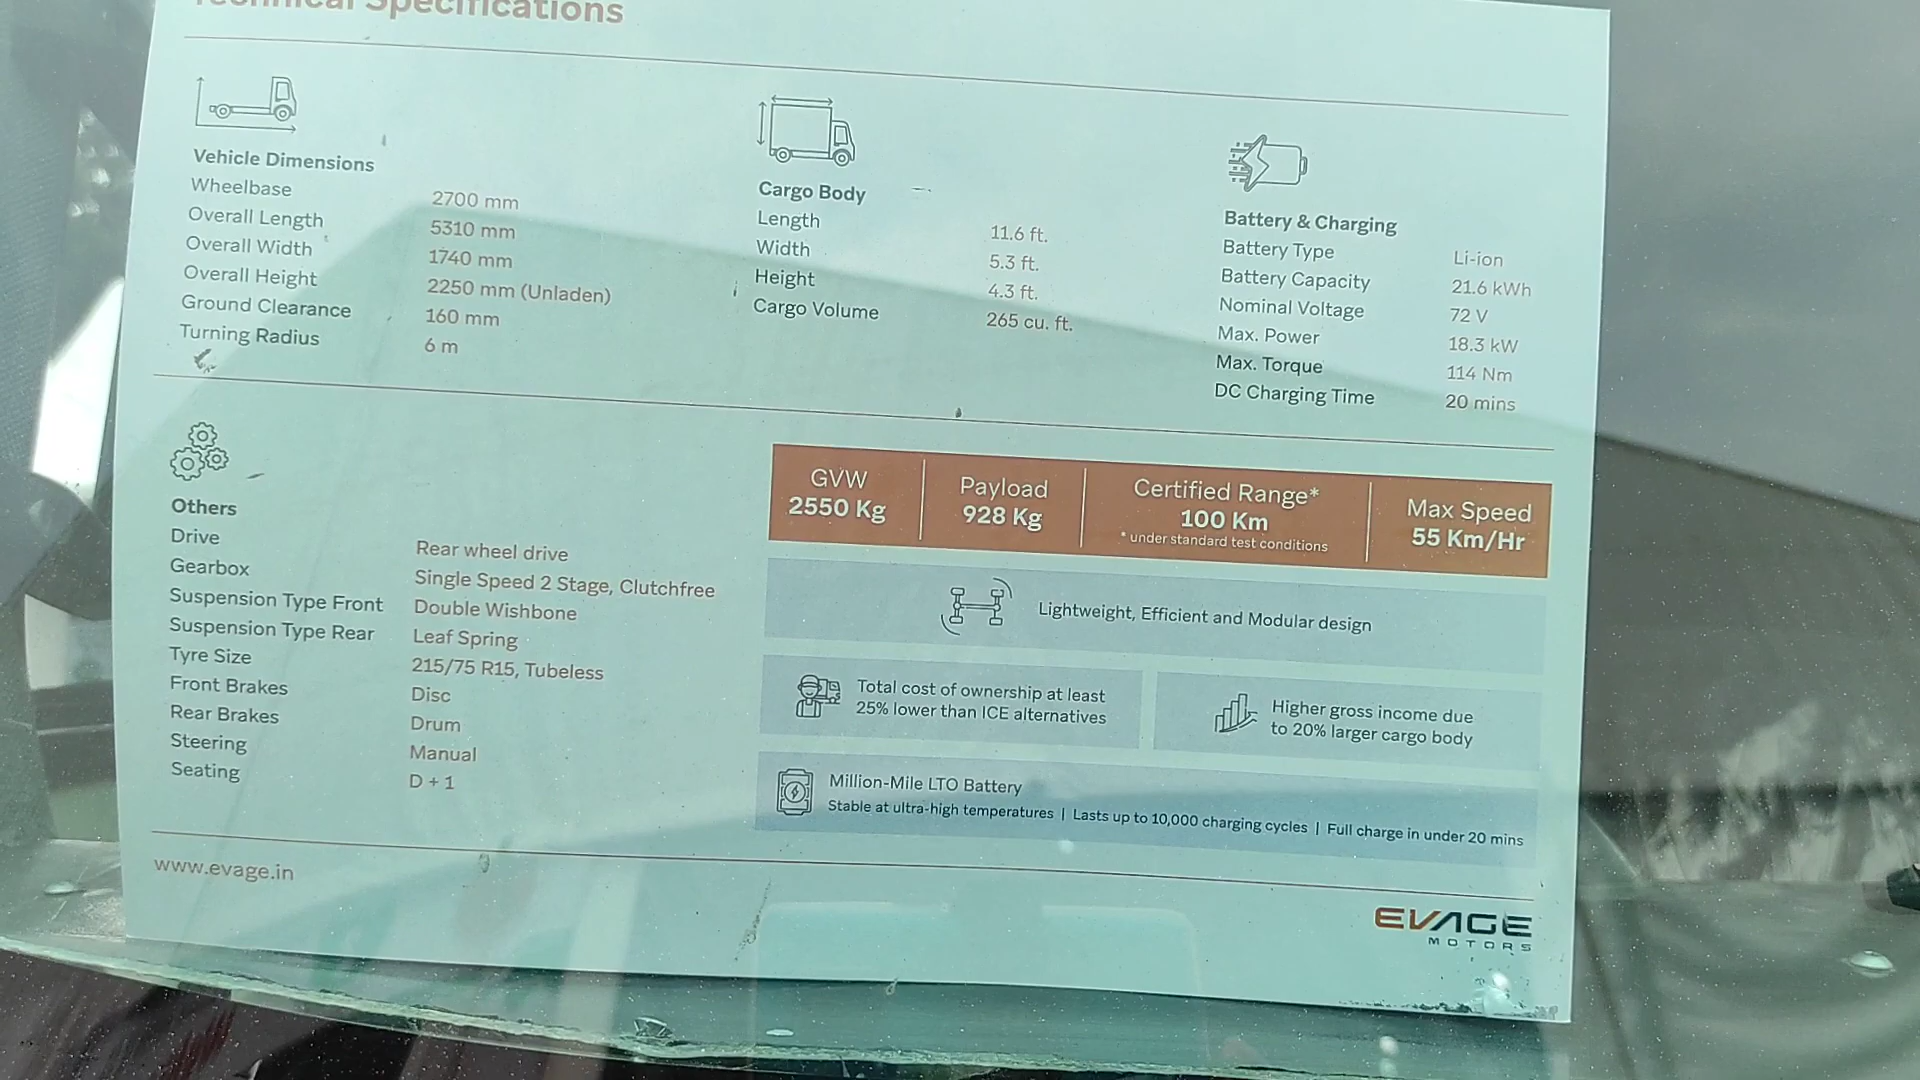 Technical Specifications
Vehicle Dimensions
Wheelbase 2700 mm
Overall Length 5310 mm
Overall Width 1740 mm
Overall Height 2250 mm (Unladen)
Ground Clearance 160 mm
Turning Radius 6 m
Cargo Body
Length 11.6 ft.
Width 5.3 ft.
Height 4.3 ft.
Cargo Volume 265 cu. ft.
Battery & Charging
Battery Type Li-ion
Battery Capacity 21.6 kWh
Nominal Voltage 72 V
Max. Power 18.3 kW
Max. Torque 114 Nm
DC Charging Time 20 mins
Others
Drive Rear wheel drive
Gearbox Single Speed 2 Stage, Clutchfree
Suspension Type Front Double Wishbone
Suspension Type Rear Leaf Spring
Tyre Size 215/75 R15, Tubeless
Front Brakes Disc
Rear Brakes Drum
Steering Manual
Seating D + 1
GVW
2550 Kg
Payload
928 Kg
Certified Range*
100 Km
* under standard test conditions
Max Speed
55 Km/Hr
Lightweight, Efficient and Modular design
Total cost of ownership at least
25% lower than ICE alternatives
Higher gross income due
to 20% larger cargo body
Million-Mile LTO Battery
Stable at ultra-high temperatures | Lasts up to 10,000 charging cycles | Full charge in under 20 mins
www.evage.in
EVAGE
MOTORS